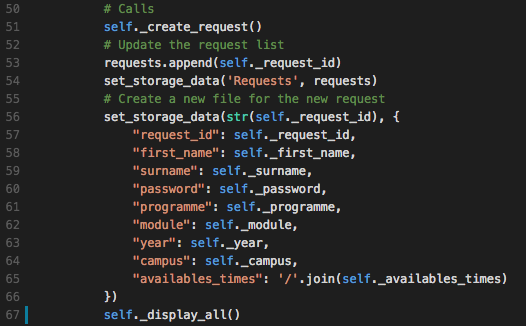 50 # Calls
51 self._create_request()
52 # Update the request list
53 requests.append(self._request_id)
54 set_storage_data('Requests', requests)
55 # Create a new file for the new request
56 set_storage_data(str(self._request_id), {
57 "request_id": self._request_id,
58 "first_name": self._first_name,
59 "surname": self._surname,
60 "password": self._password,
61 "programme": self._programme,
62 "module": self._module,
63 "year": self._year,
64 "campus": self._campus,
65 "availables_times": '/'.join(self._availables_times)
66 })
67 self._display_all()